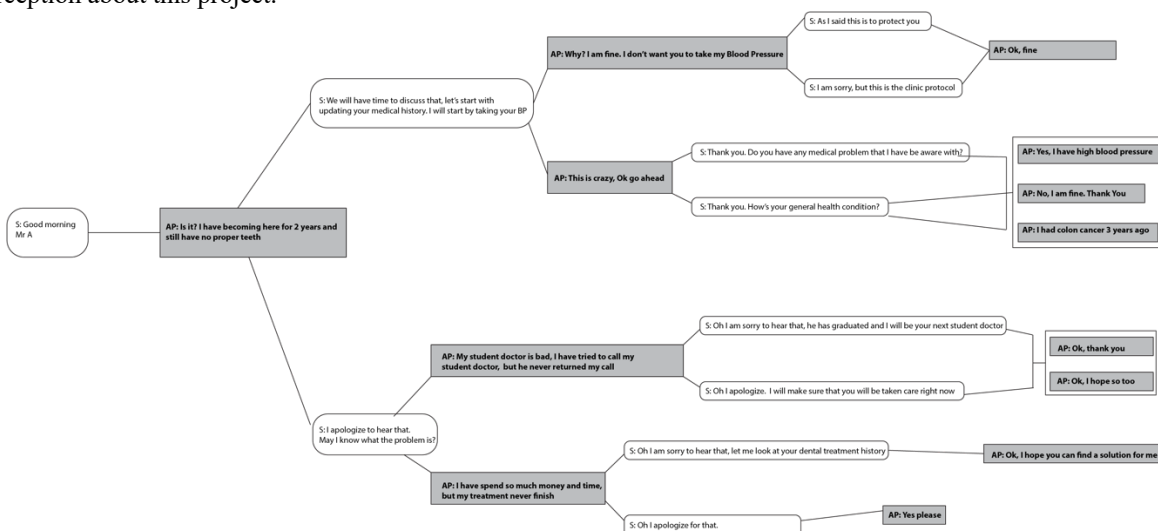 ception about this project.
S: As I said this is to protect you
AP: Why? I am fine. I don't want you to take my Blood Pressure
AP: Ok, fine
S: I am sorry, but this is the clinic protocol
S: We will have time to discuss that, let's start with
updating your medical history. I will start by taking your BP
S: Thank you. Do you have any medical problem that I have be aware with?
AP: Yes, I have high blood pressure
AP: This is crazy, Ok go ahead
AP: No, I am fine. Thank You
S: Thank you. How's your general health condition?
AP: I had colon cancer 3 years ago
S: Good morning
Mr A
AP: Is it? I have becoming here for 2 years and
still have no proper teeth
S: Oh I am sorry to hear that, he has graduated and I will be your next student doctor
AP: My student doctor is bad, I have tried to call my
student doctor, but he never returned my call
AP: Ok, thank you
AP: Ok, I hope so too
S: Oh I apologize. I will make sure that you will be taken care right now
S: I apologize to hear that.
May I know what the problem is?
S: Oh I am sorry to hear that, let me look at your dental treatment history
AP: Ok, I hope you can find a solution for me
AP: I have spend so much money and time,
but my treatment never finish
AP: Yes please
S: Oh I apologize for that.